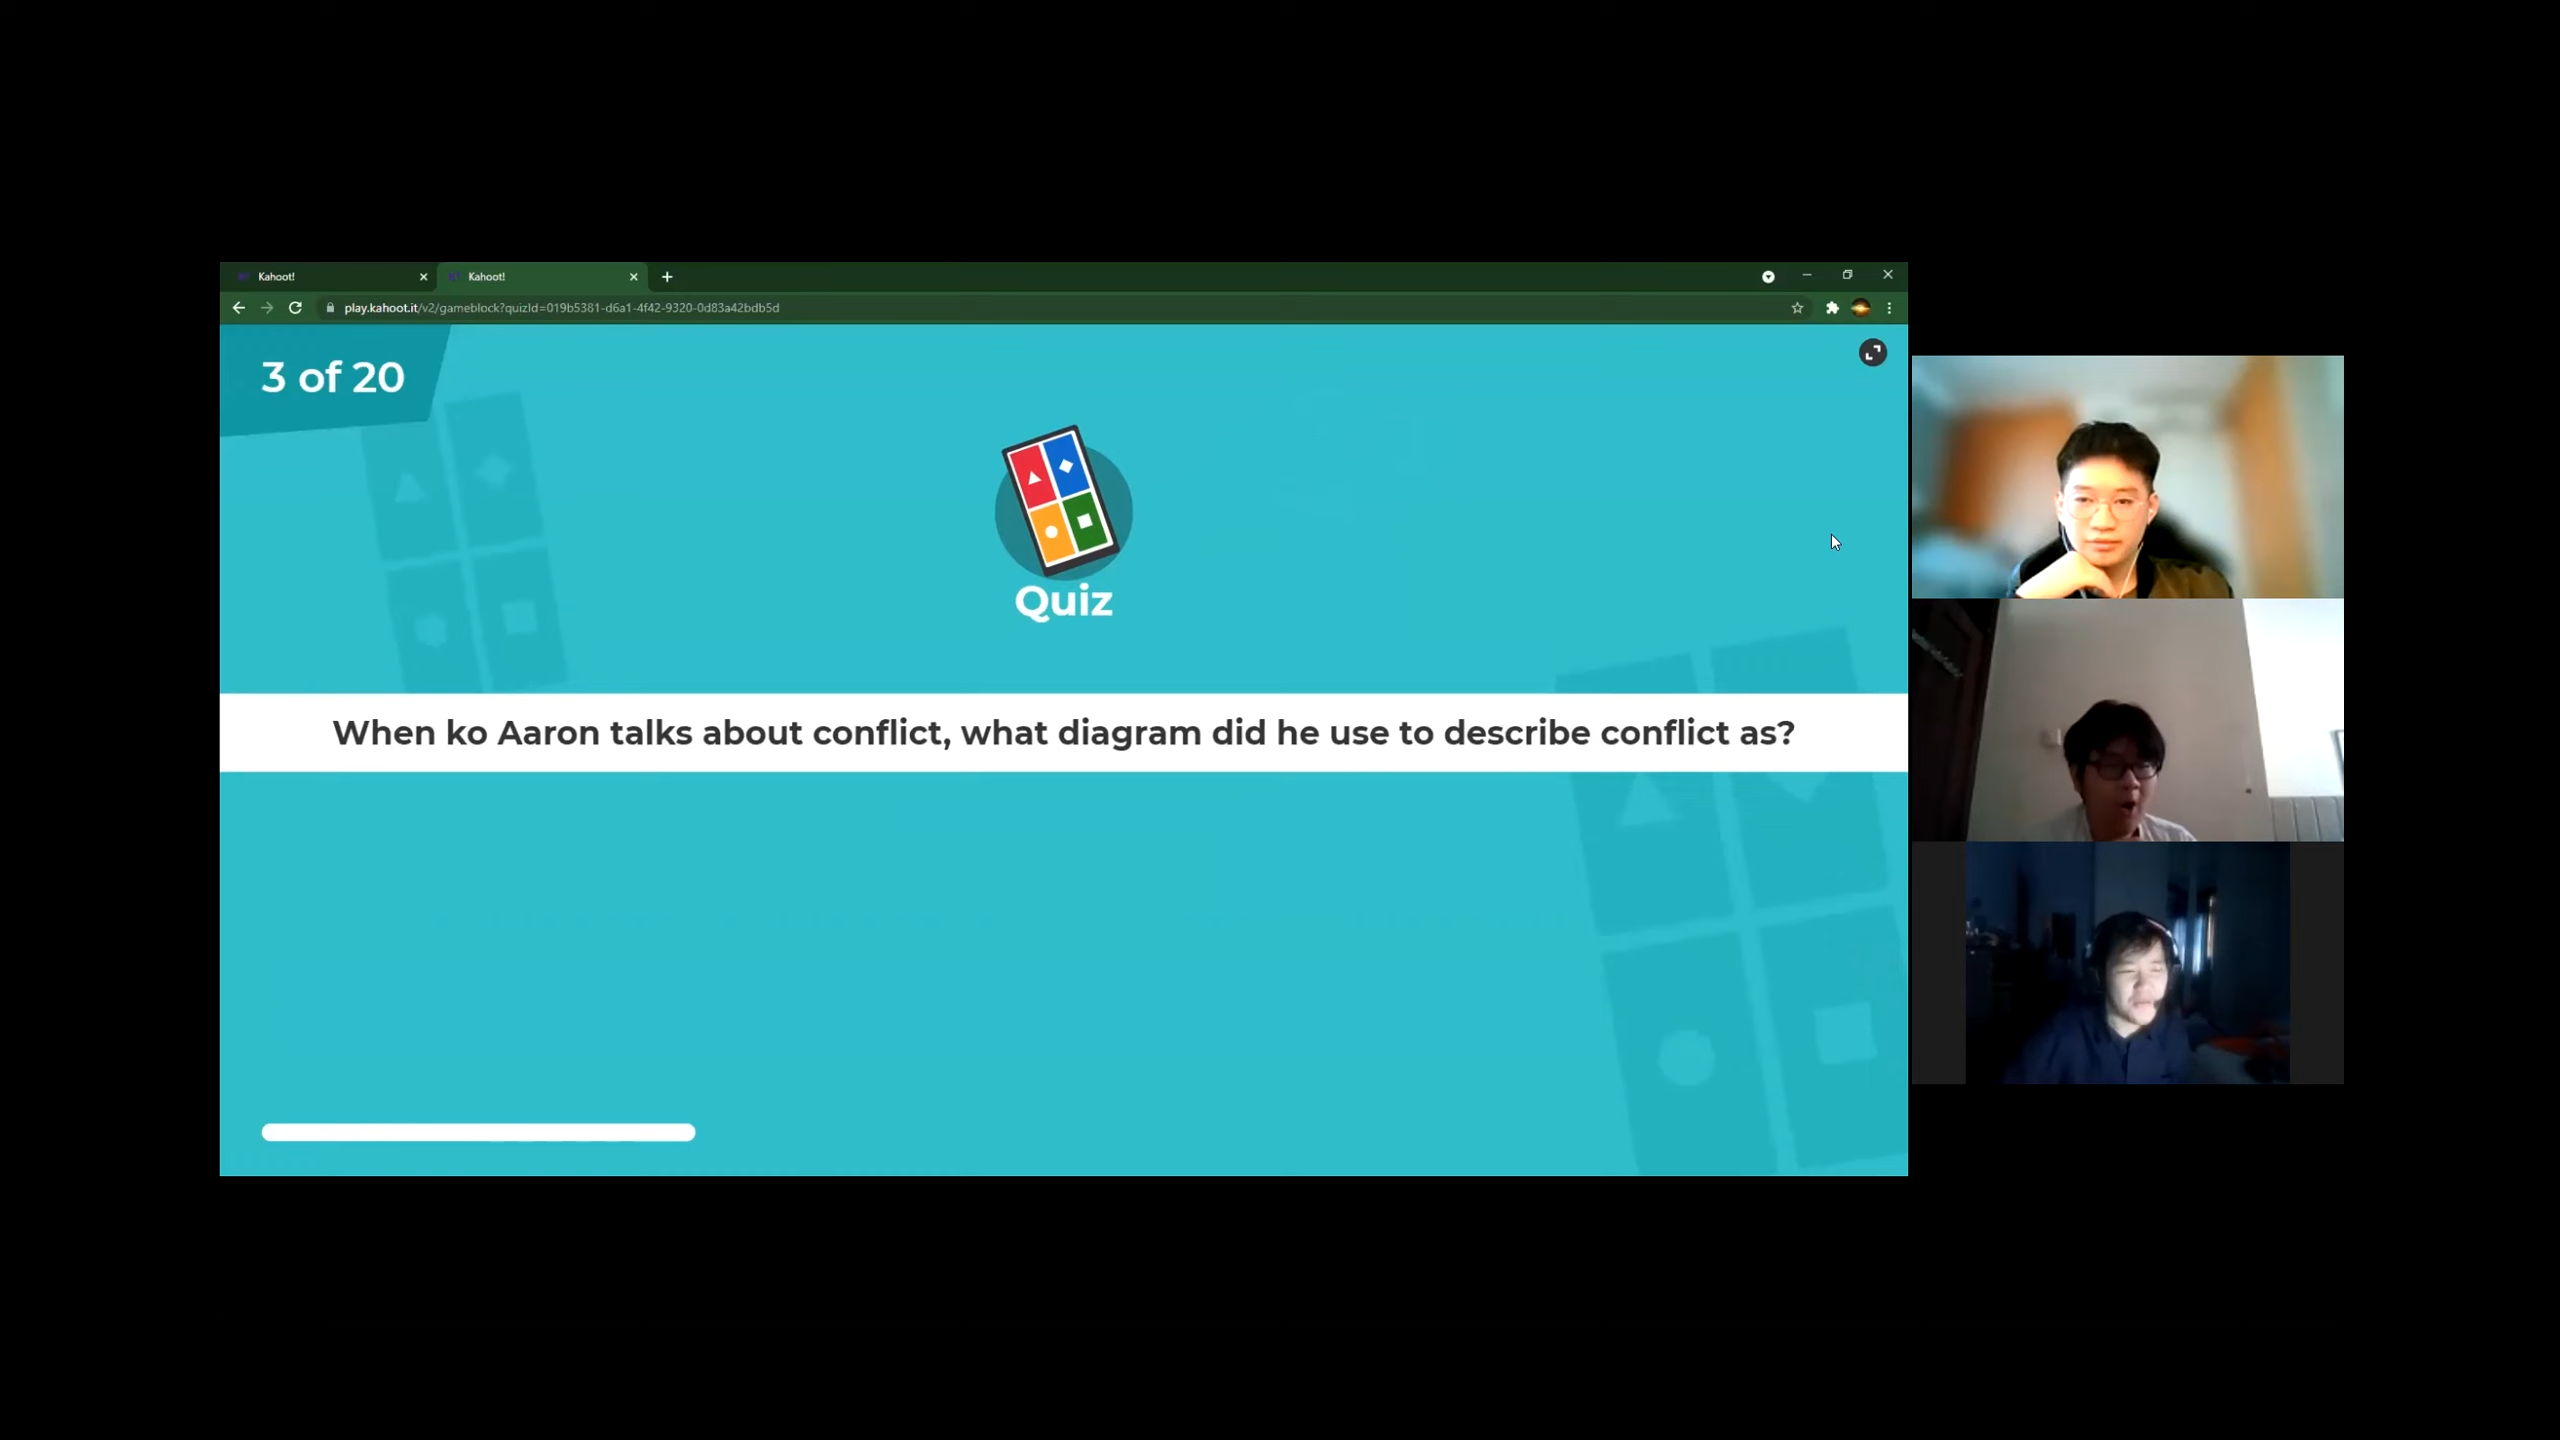 Kahoot!
Kahoot!
play.kahoot.it/v2/gameblock?quizId=019b5381-d6a1-4f42-9320-0d83a42bdb5d
3 of 20
Quiz
When ko Aaron talks about conflict, what diagram did he use to describe conflict as?